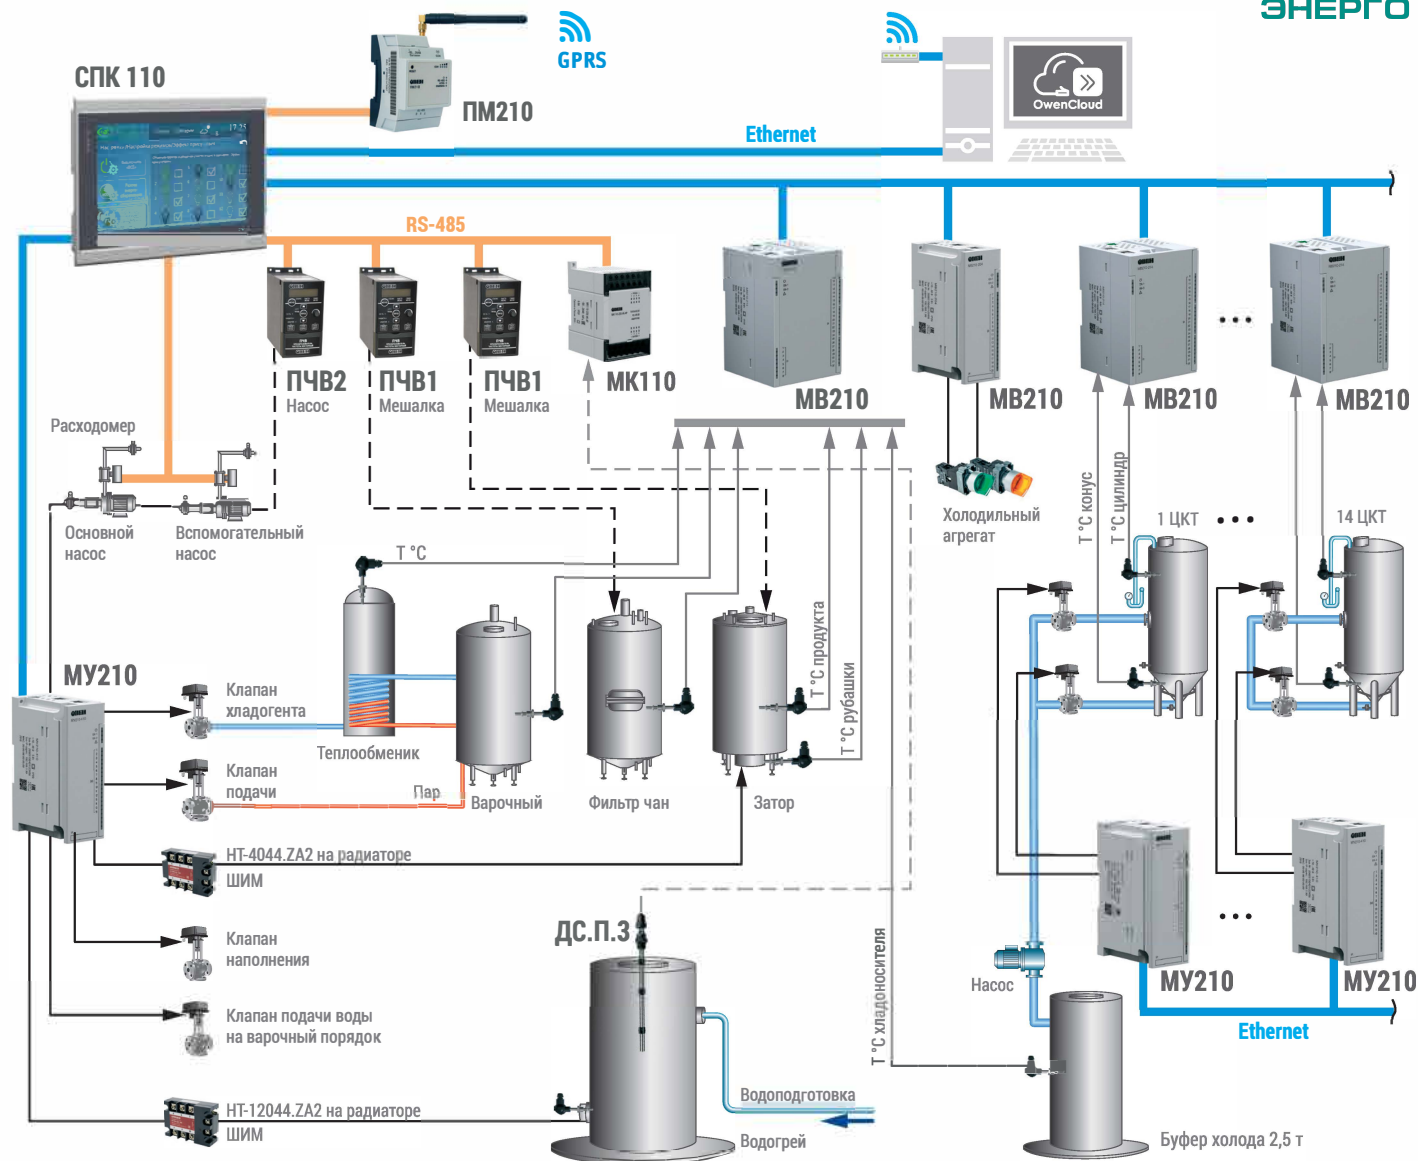 ЭНЕРГО
GPRS
СПК 110
ПМ210
OwenCloud
Ethernet
17:25
RS-485
ПЧВ2
Насос
ПЧВ1
Мешалка
ПЧВ1
Мешалка
МК110
МВ210
МВ210
МВ210
МВ210
Расходомер
Основной
насос
Вспомогательный
насос
Холодильный
агрегат
T °C конус
T °C цилиндр
1 ЦКТ
14 ЦКТ
T °C
T °C продукта
T °C рубашки
МУ210
Клапан
хладогента
Теплообменик
Клапан
подачи
Пар
Варочный
Фильтр чан
Затор
HT-4044.ZA2 на радиаторе
ШИМ
Клапан
наполнения
ДС.П.3
T °C хладоносителя
Насос
МУ210
МУ210
Клапан подачи воды
на варочный порядок
Ethernet
HT-12044.ZA2 на радиаторе
ШИМ
Водоподготовка
Водогрей
Буфер холода 2,5 т